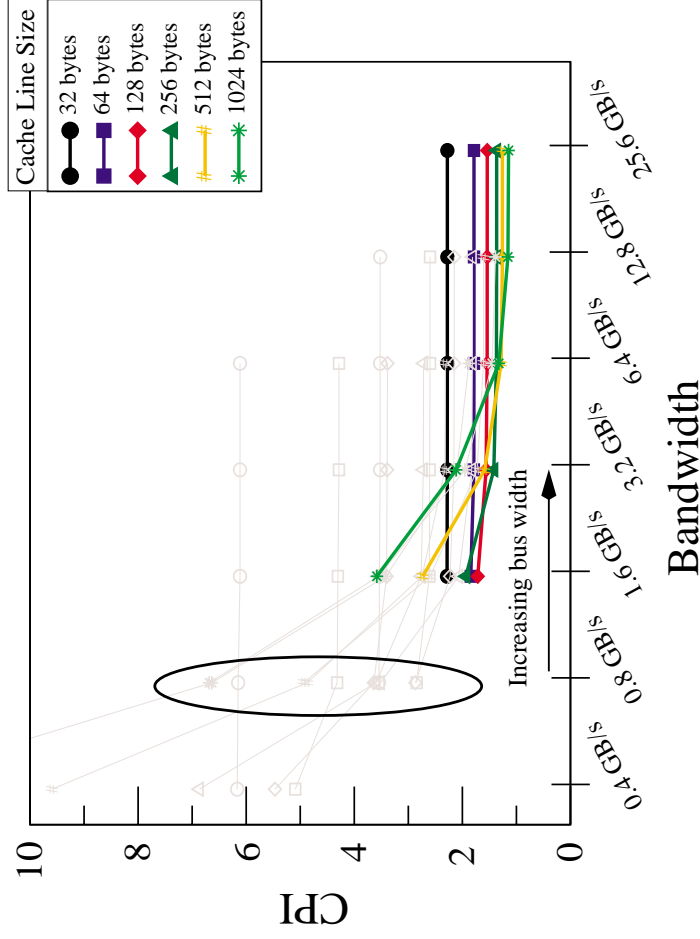 Cache Line Size
32 bytes
64 bytes
128 bytes
256 bytes
512 bytes
1024 bytes
10
8
6
4
2
0
CPI
Increasing bus width
0.4 GB/s
0.8 GB/s
1.6 GB/s
3.2 GB/s
6.4 GB/s
12.8 GB/s
25.6 GB/s
Bandwidth